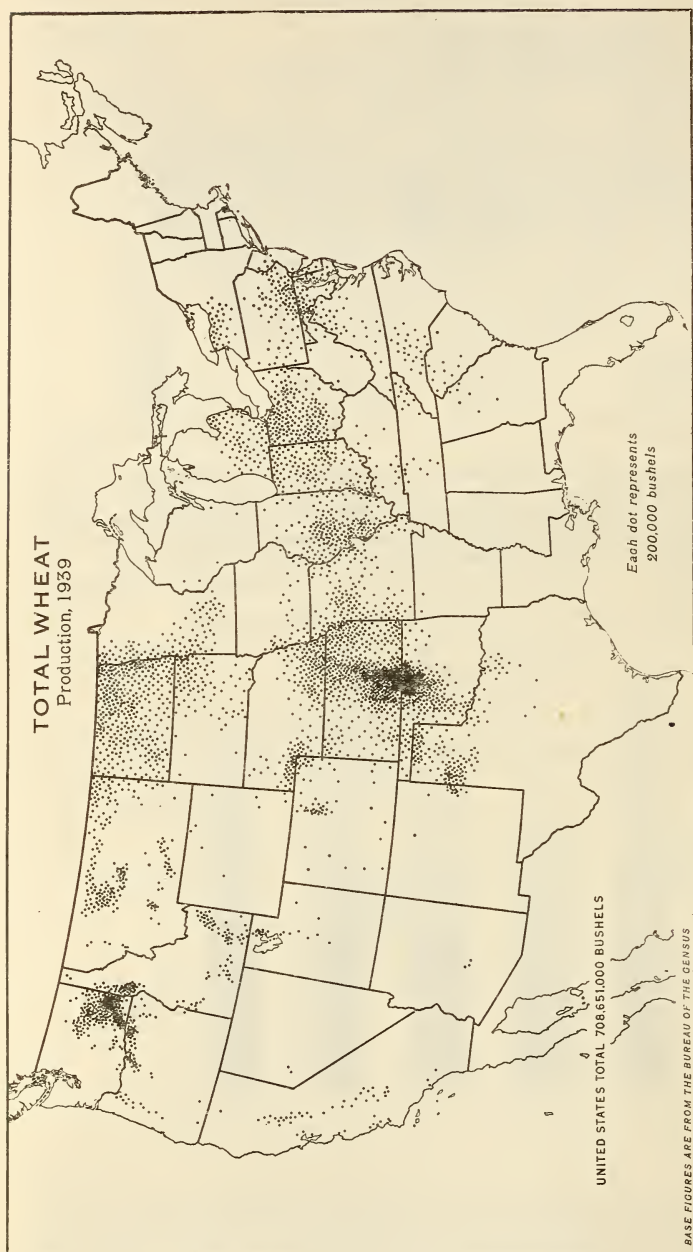 TOTAL WHEAT
Production, 1939
Each dot represents
200,000 bushels
UNITED STATES TOTAL 708,651,000 BUSHELS
BASE FIGURES ARE FROM THE BUREAU OF THE CENSUS